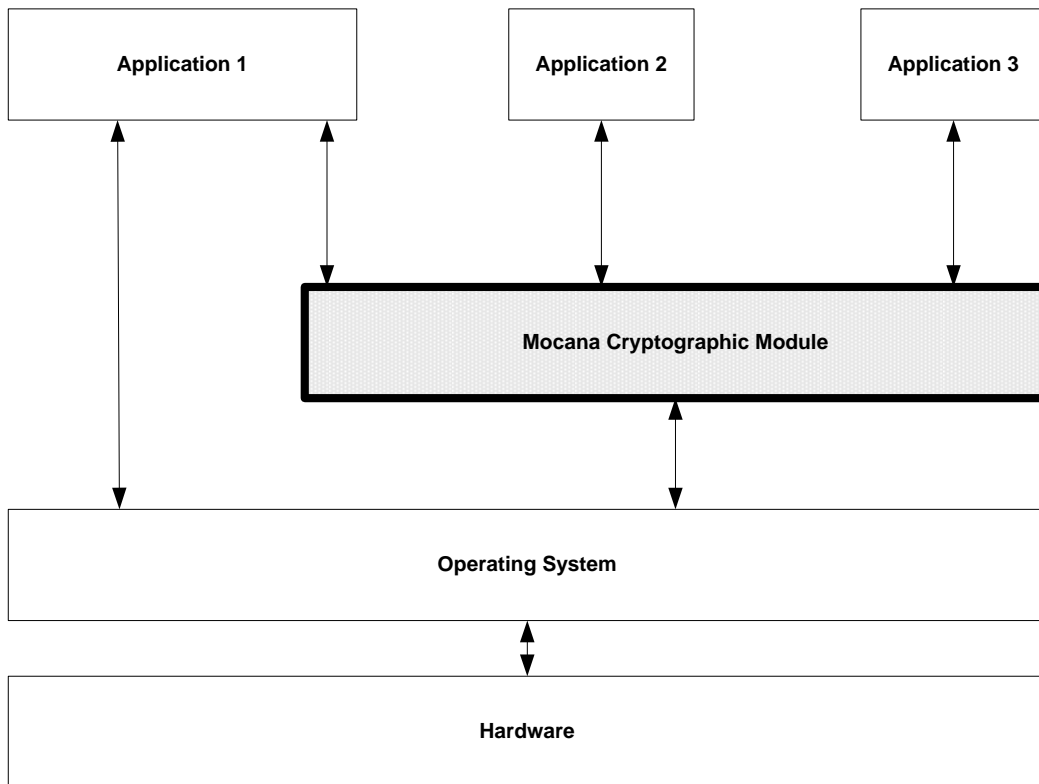 Application 1
Application 2
Application 3
Mocana Cryptographic Module
Operating System
Hardware